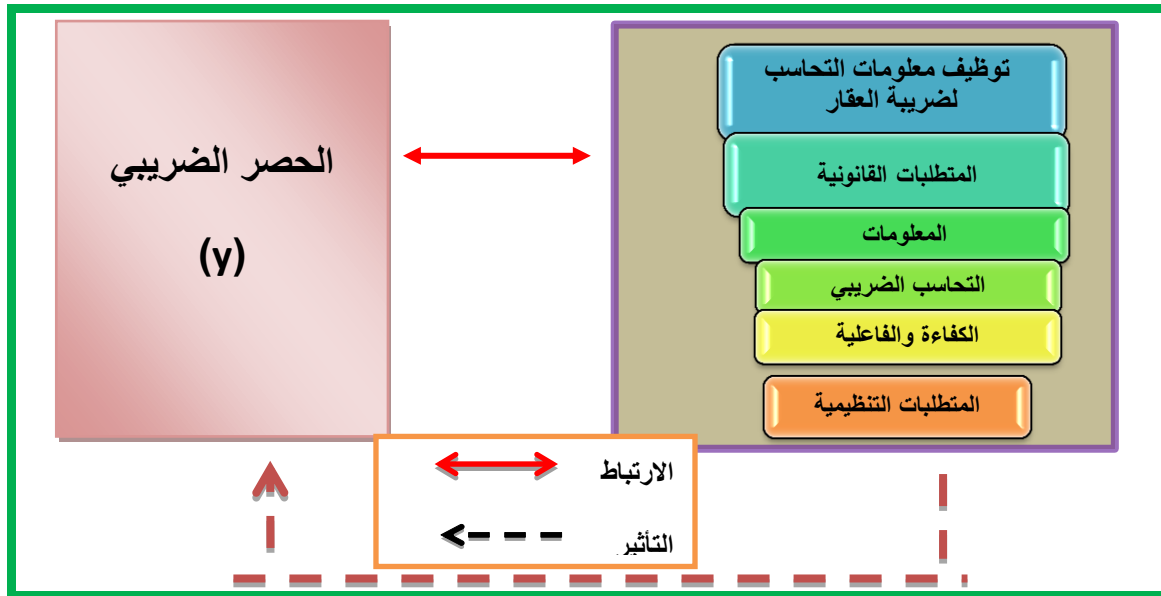 توظيف معلومات التحاسب
لضريبة العقار
المتطلبات القانونية
المعلومات
التحاسب الضريبي
الكفاءة والفاعلية
المتطلبات التنظيمية
الحصر الضريبي
(y)
الارتباط
التأثير